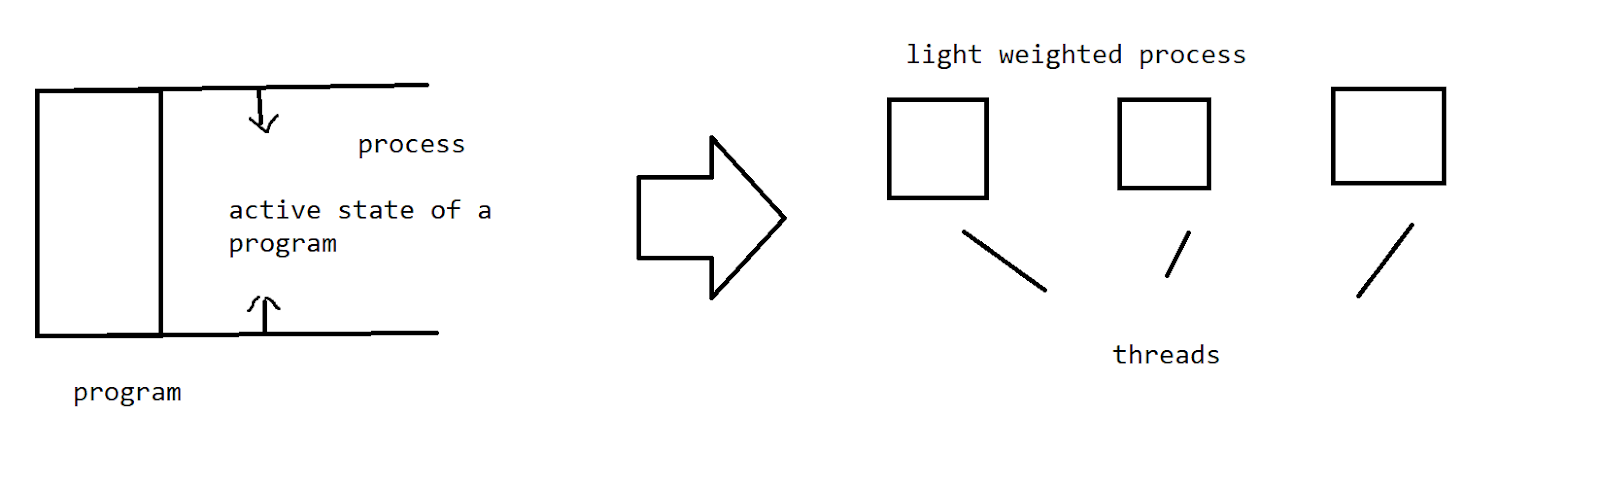 process
active state of a
program
program
light weighted process
threads